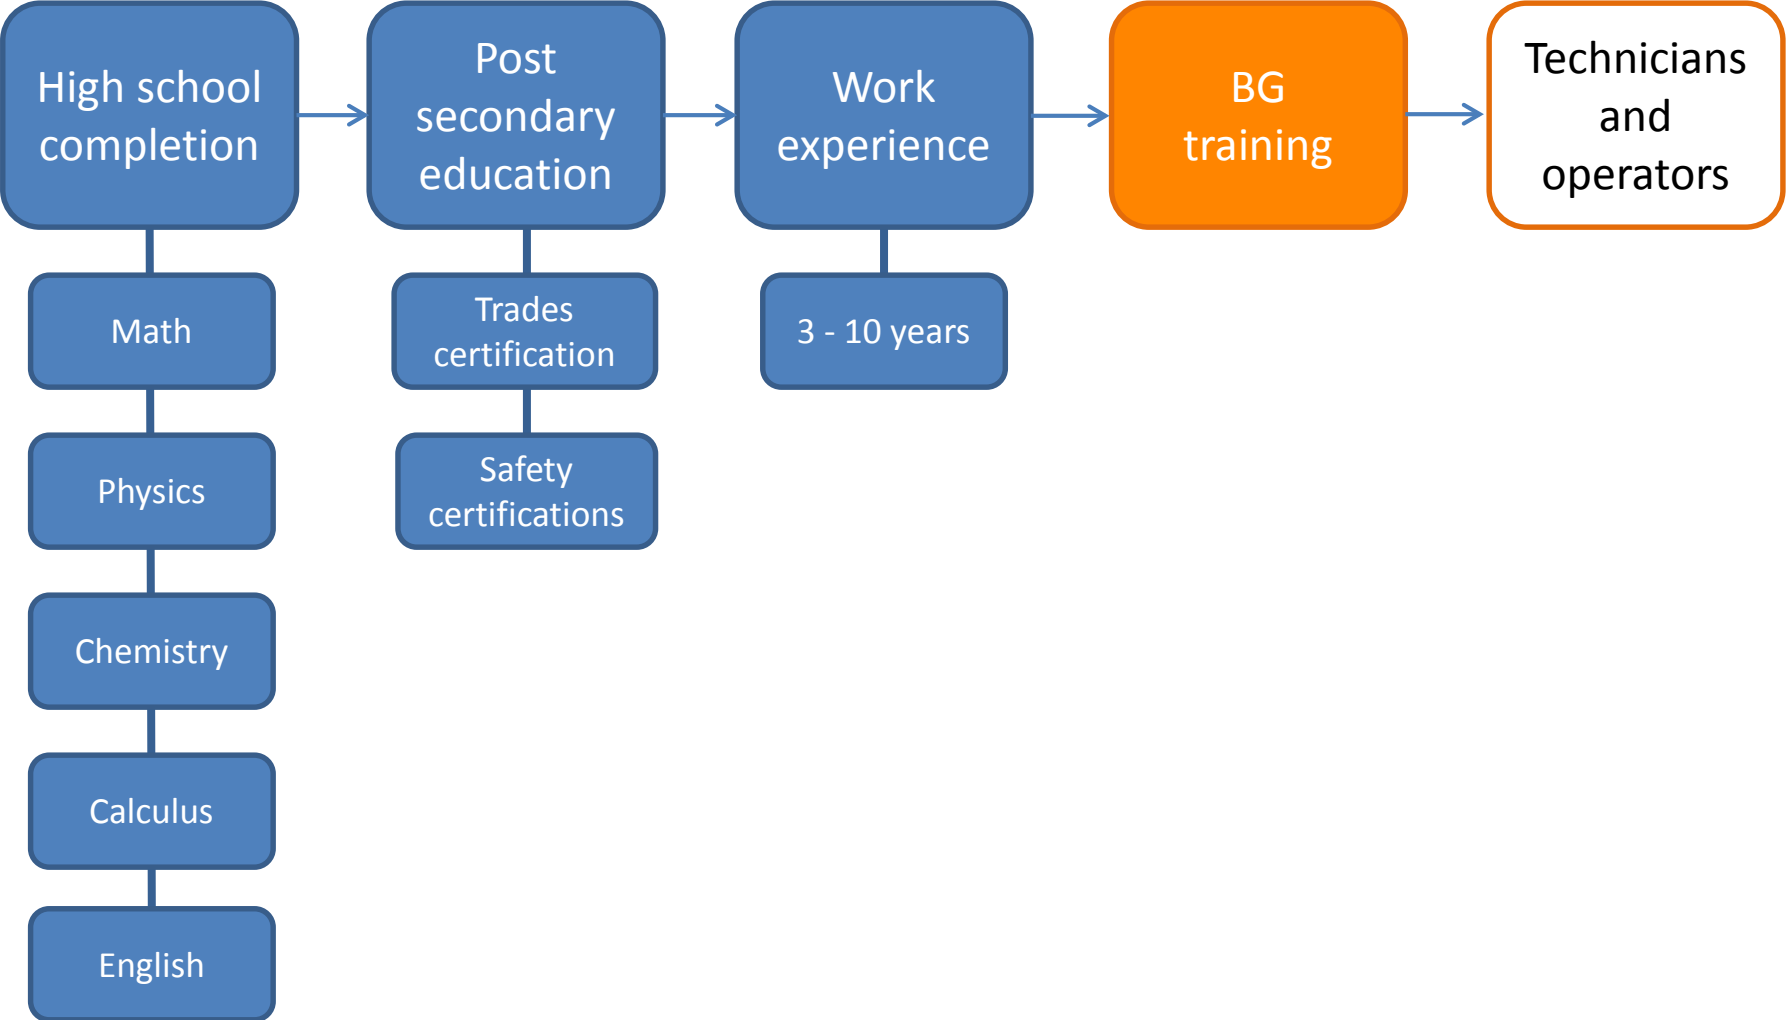 High school
completion
Post
secondary
education
Work
experience
BG
training
Technicians
and
operators
Math
Physics
Chemistry
Calculus
English
Trades
certification
Safety
certifications
3 - 10 years